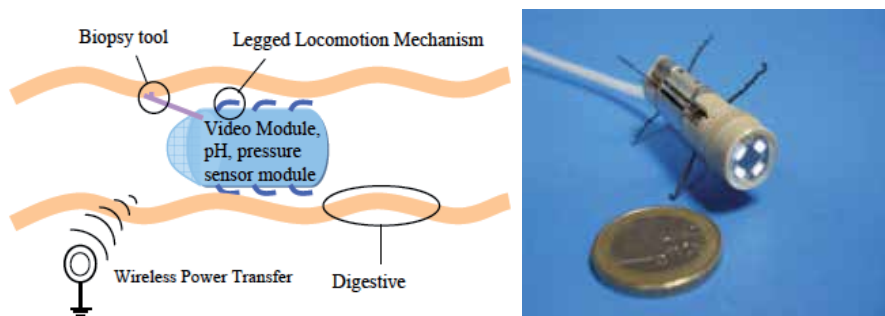 Biopsy tool
Legged Locomotion Mechanism
Video Module,
pH, pressure
sensor module
Wireless Power Transfer
Digestive